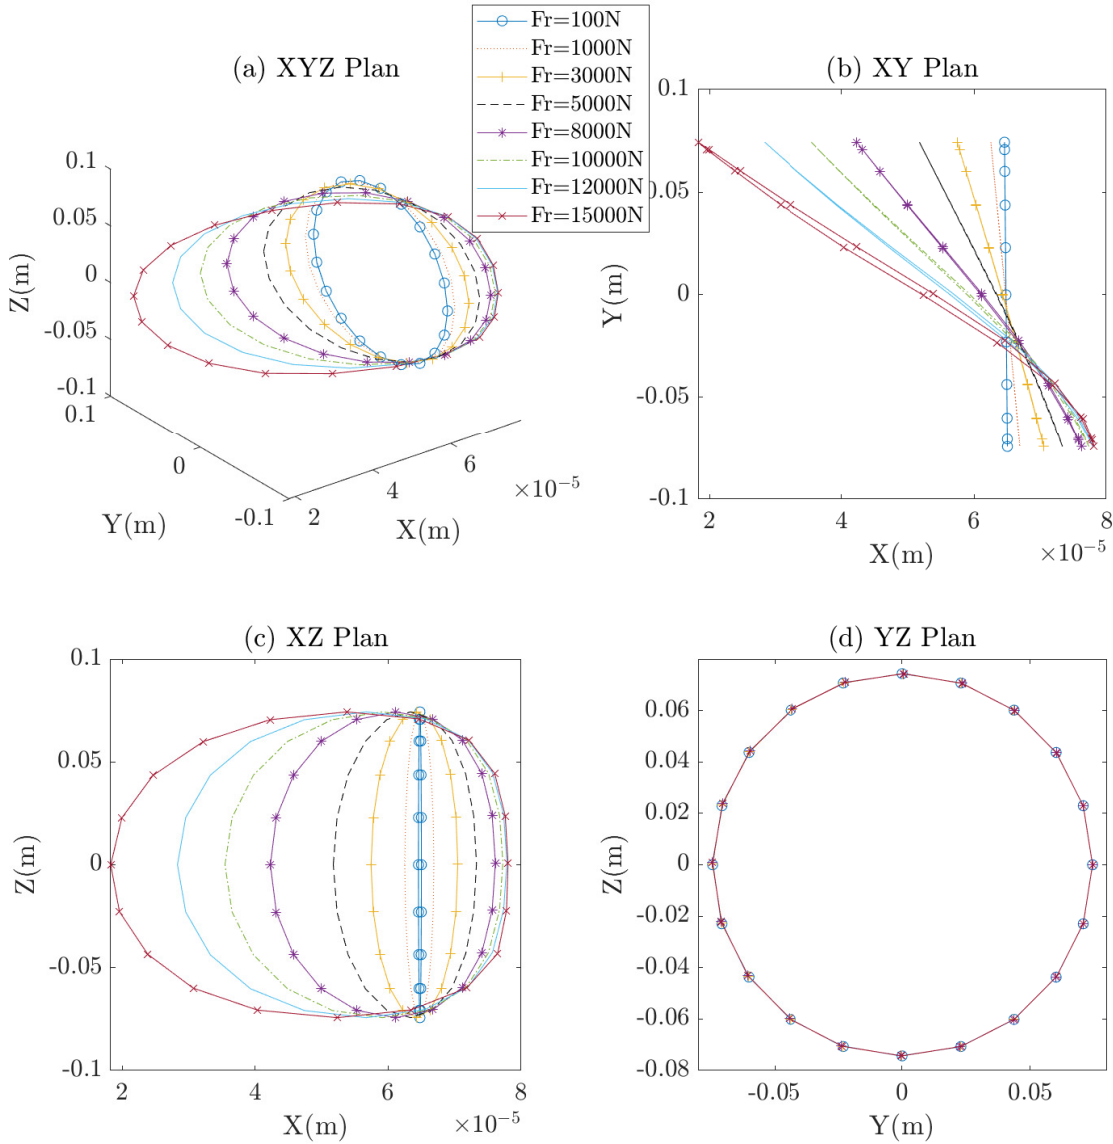 Fr=100N
Fr=1000N
Fr=3000N
Fr=5000N
Fr=8000N
Fr=10000N
Fr=12000N
Fr=15000N
(a) XYZ Plan
0.1
0.05
0
-0.05
-0.1
Z(m)
0.1
0
-0.1
Y(m)
2
4
6
×10-5
X(m)
(b) XY Plan
0.1
0.05
0
-0.05
-0.1
Y(m)
2
4
6
8
X(m)
×10-5
(c) XZ Plan
0.1
0.05
0
-0.05
-0.1
Z(m)
2
4
6
8
X(m)
×10-5
(d) YZ Plan
0.06
0.04
0.02
0
-0.02
-0.04
-0.06
-0.08
Z(m)
-0.05
0
0.05
Y(m)